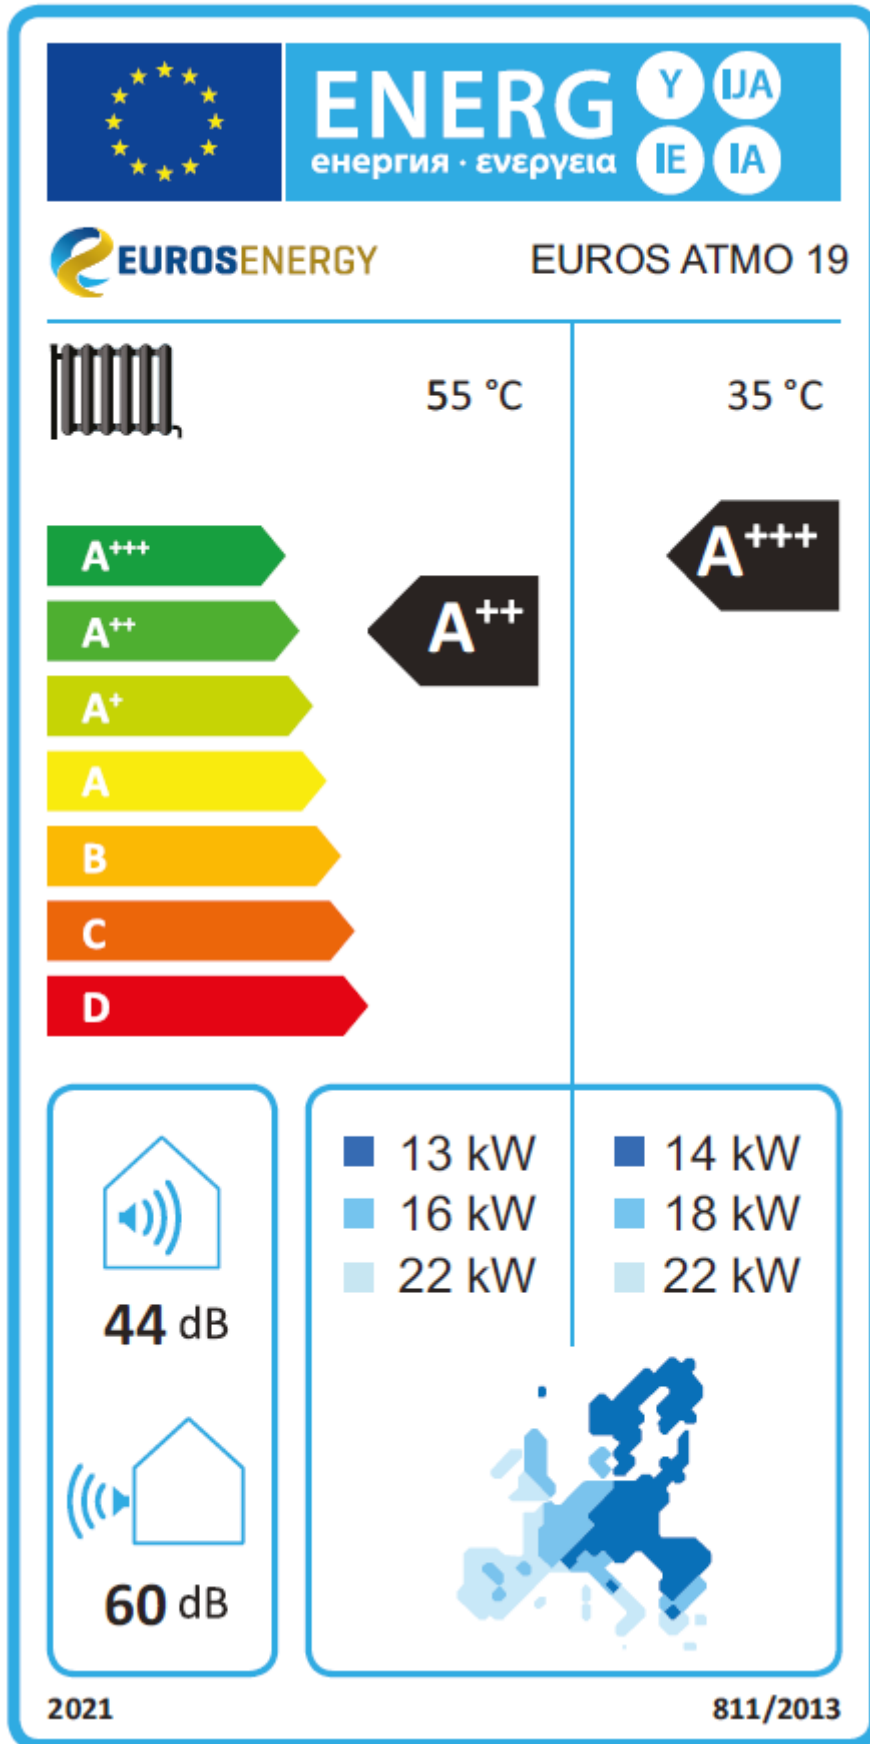 ENERG
енергия · ενεργεια
Y IJA
IE IA
EUROSENERGY
EUROS ATMO 19
55 °C
35 °C
A+++
A++
A+
A
B
C
D
A++
A+++
44 dB
60 dB
13 kW
16 kW
22 kW
14 kW
18 kW
22 kW
2021
811/2013